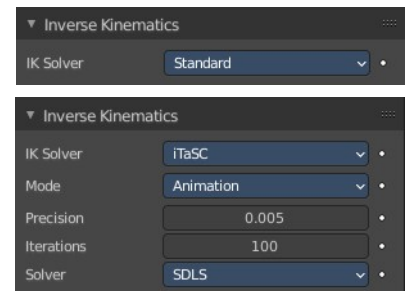 Inverse Kinematics
IK Solver Standard
Inverse Kinematics
IK Solver iTaSC
Mode Animation
Precision 0.005
Iterations 100
Solver SDLS